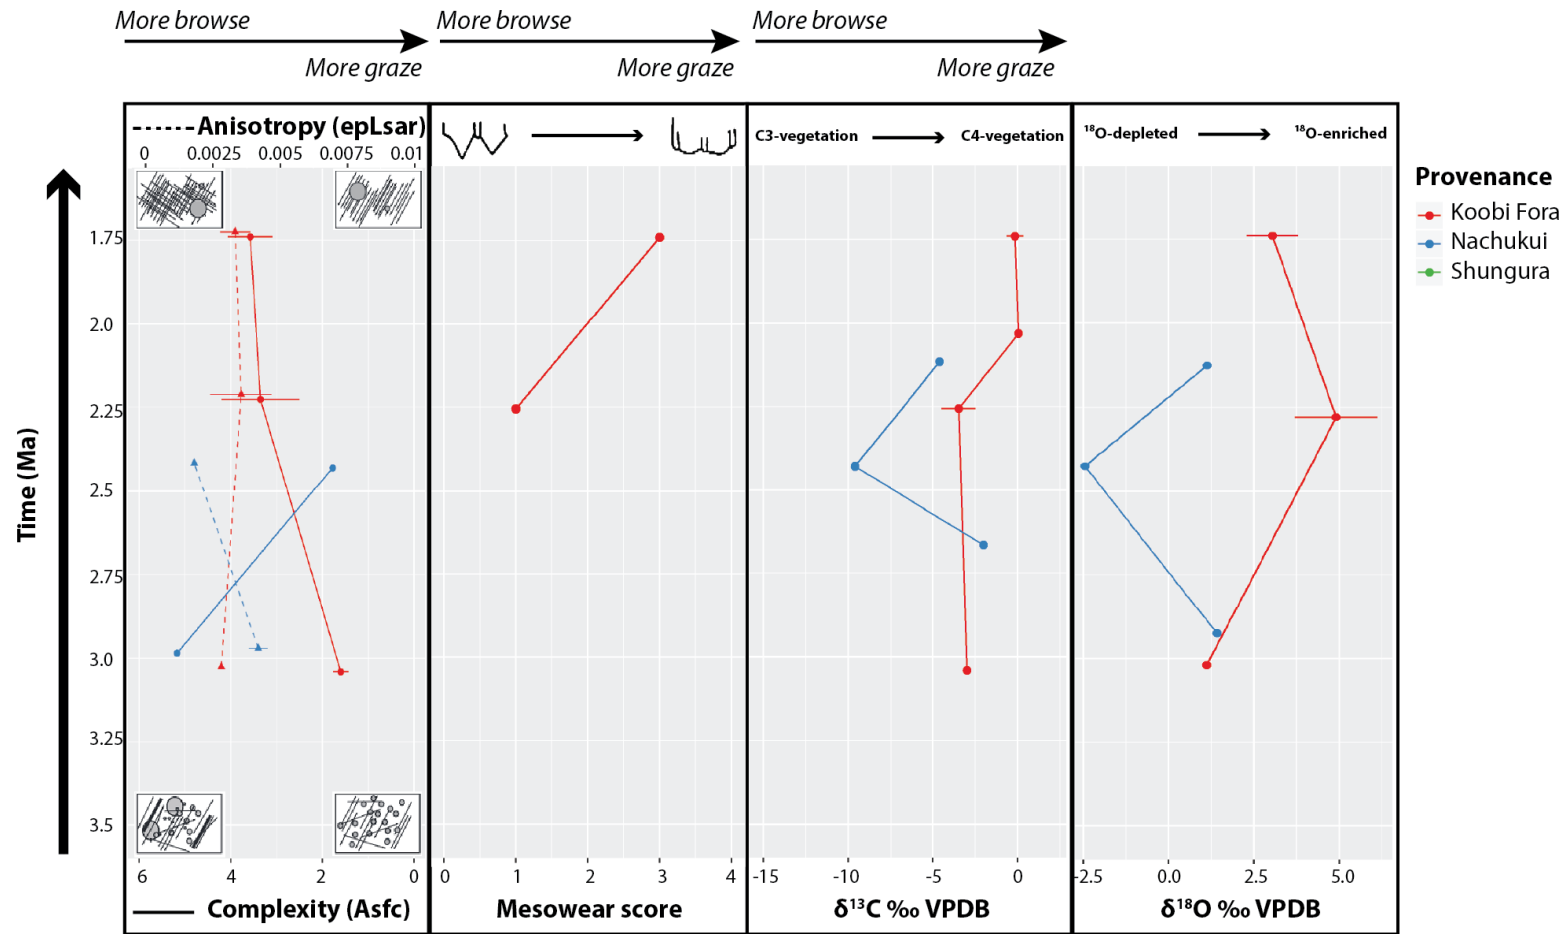 More browse
More graze
More browse
More graze
More browse
More graze
Anisotropy (epLsar)
0 0.0025 0.005 0.0075 0.01
C3-vegetation C4-vegetation
¹⁸O-depleted ¹⁸O-enriched
Provenance
Koobi Fora
Nachukui
Shungura
Time (Ma)
1.75
2.0
2.25
2.5
2.75
3.0
3.25
3.5
6 4 2 0
Complexity (Asfc)
0 1 2 3 4
Mesowear score
-15 -10 -5 0
δ¹³C ‰ VPDB
-2.5 0.0 2.5 5.0
δ¹⁸O ‰ VPDB